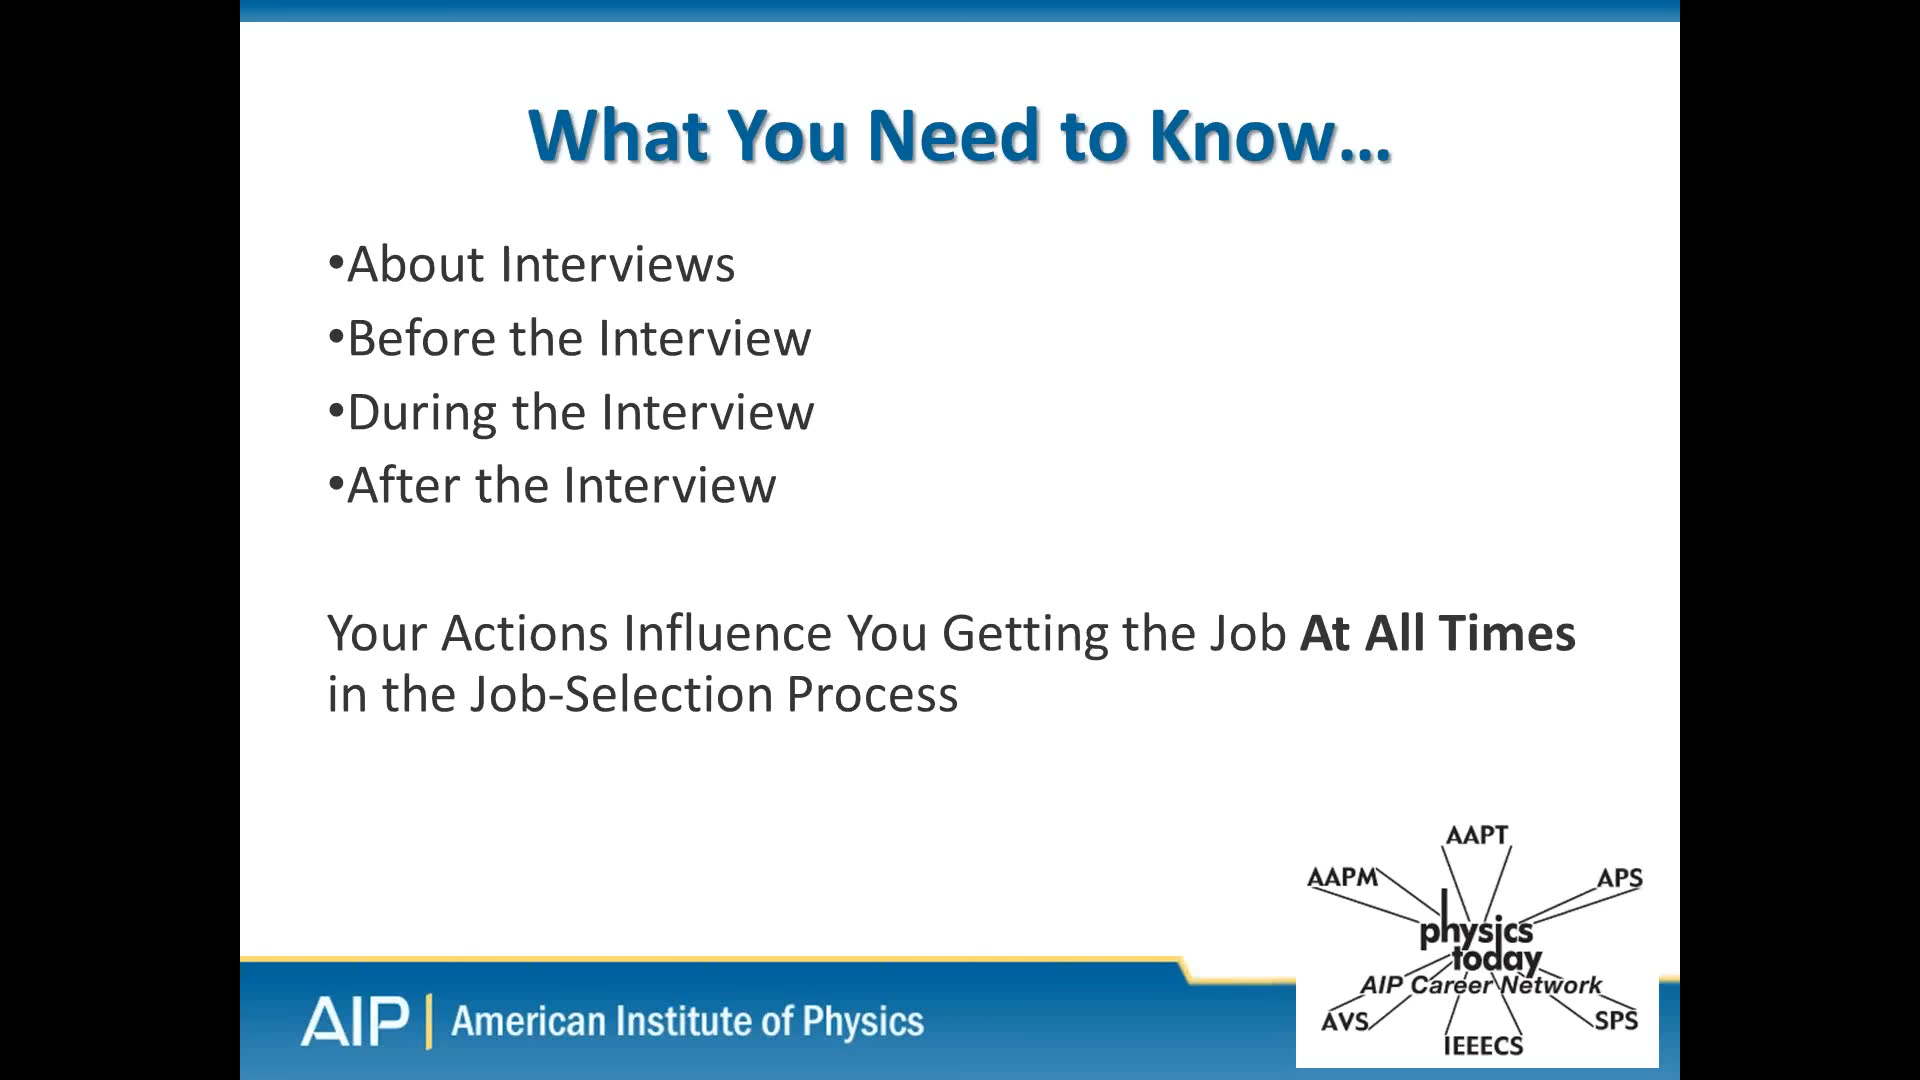 What You Need to Know…
•About Interviews
•Before the Interview
•During the Interview
•After the Interview
Your Actions Influence You Getting the Job At All Times
in the Job-Selection Process
AAPT
AAPM
APS
physics
today
AIP Career Network
AVS
SPS
IEEECS
AIP | American Institute of Physics